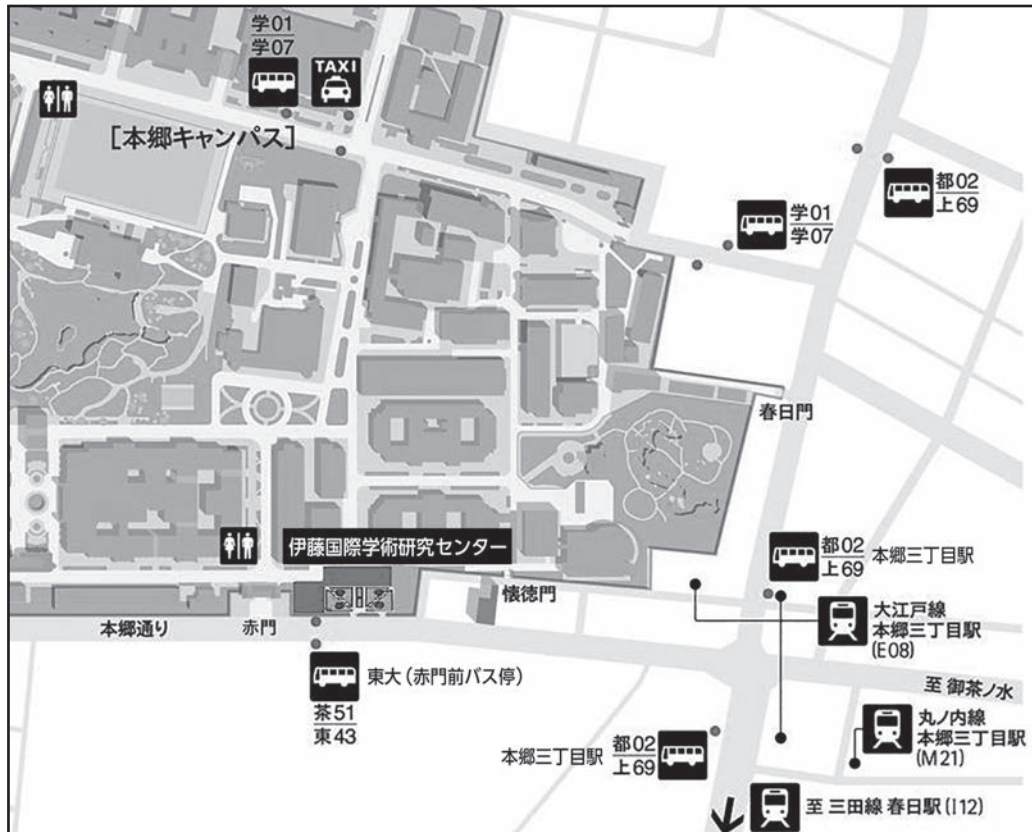 学01
学07
TAXI
[本郷キャンパス]
都02
上69
学01
学07
春日門
伊藤国際学術研究センター
都02
上69
本郷三丁目駅
懐徳門
大江戸線
本郷三丁目駅
(E08)
本郷通り
赤門
東大(赤門前バス停)
茶51
東43
至 御茶ノ水
丸ノ内線
本郷三丁目駅
(M21)
本郷三丁目駅
都02
上69
至 三田線 春日駅(I12)